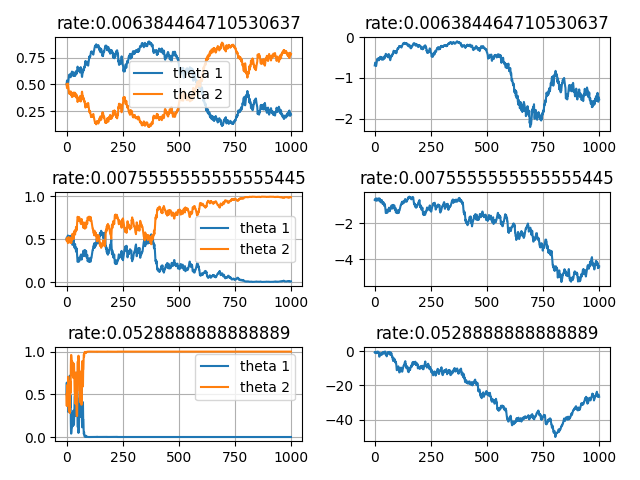 rate:0.006384464710530637
0.75
0.50
0.25
theta 1
theta 2
0 250 500 750 1000
rate:0.006384464710530637
0
−1
−2
0 250 500 750 1000
rate:0.0075555555555555445
1.0
0.5
0.0
theta 1
theta 2
0 250 500 750 1000
rate:0.0075555555555555445
−2
−4
0 250 500 750 1000
rate:0.0528888888888889
1.0
0.5
0.0
theta 1
theta 2
0 250 500 750 1000
rate:0.0528888888888889
0
−20
−40
0 250 500 750 1000